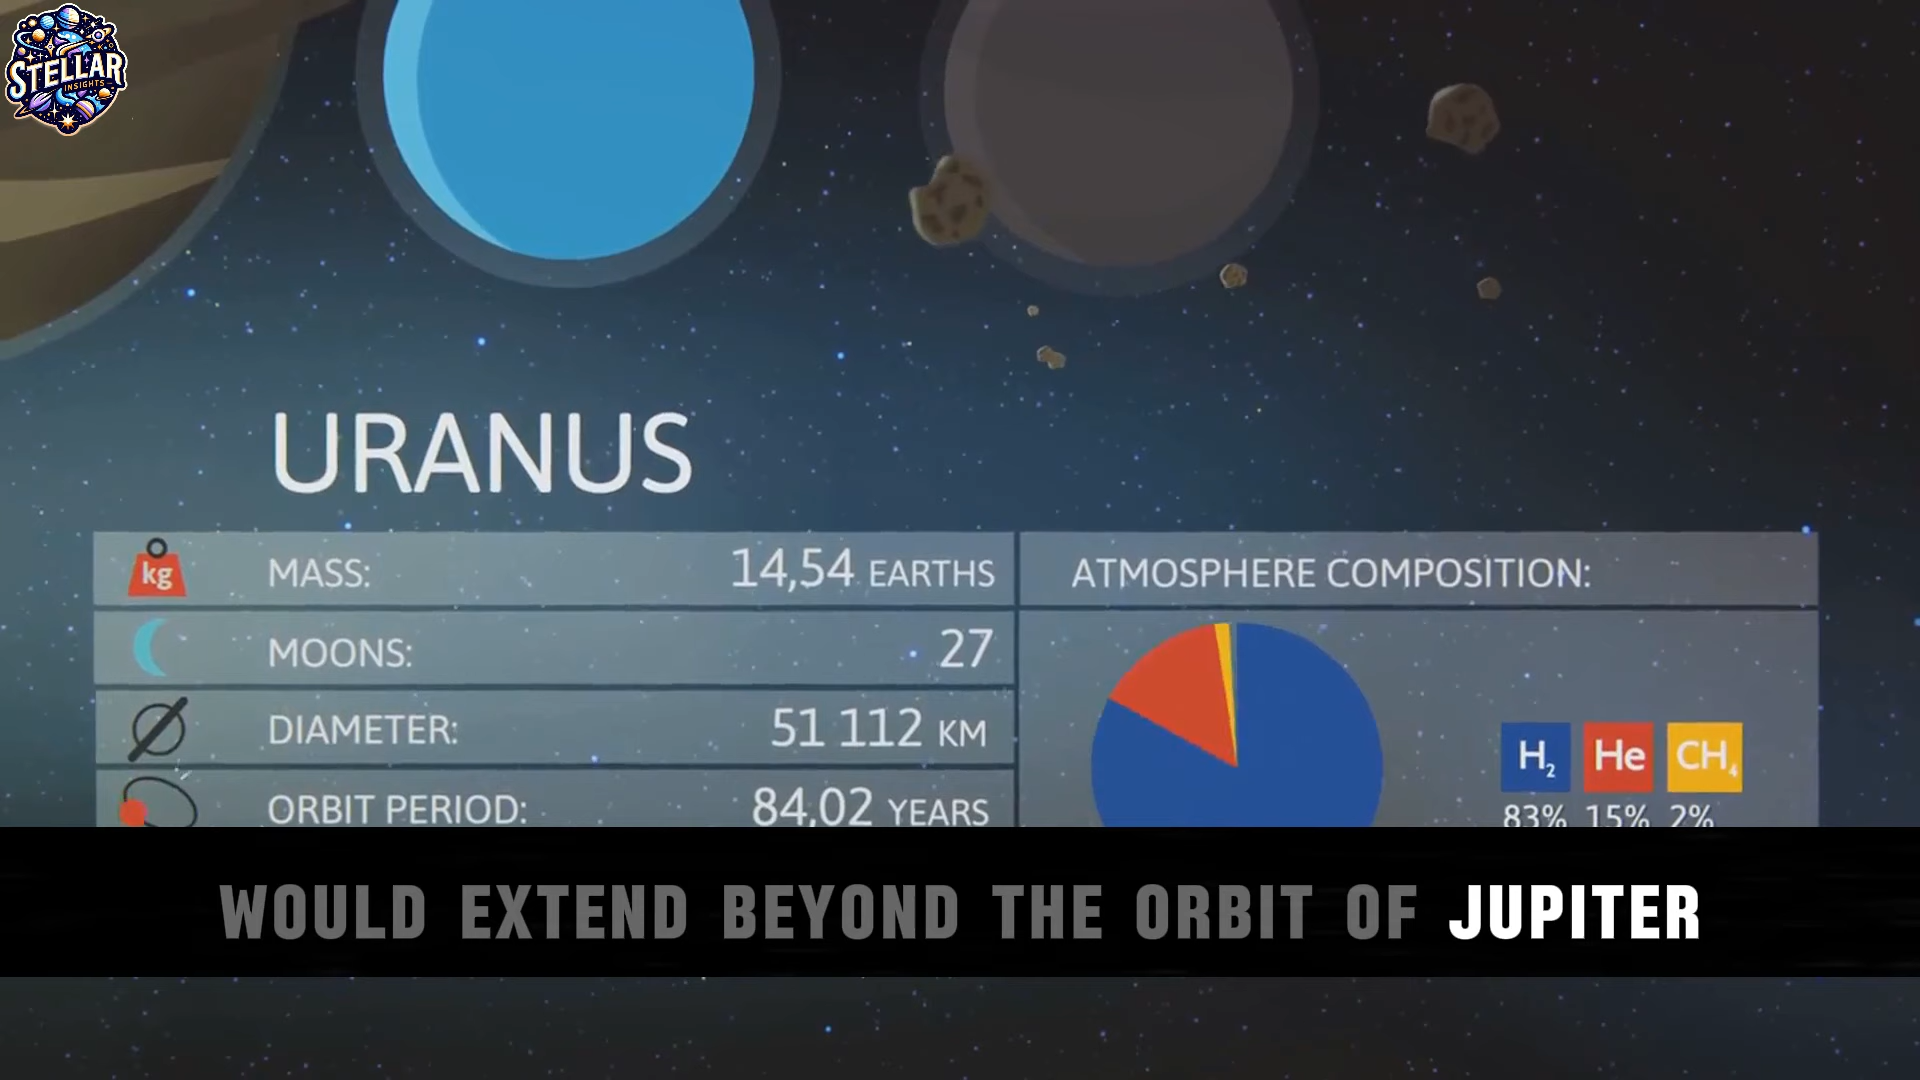 STELLAR
INSIGHTS
URANUS
kg MASS: 14,54 EARTHS
ATMOSPHERE COMPOSITION:
MOONS: 27
DIAMETER: 51 112 KM
H₂ He CH₄
ORBIT PERIOD: 84,02 YEARS
83% 15% 2%
WOULD EXTEND BEYOND THE ORBIT OF JUPITER